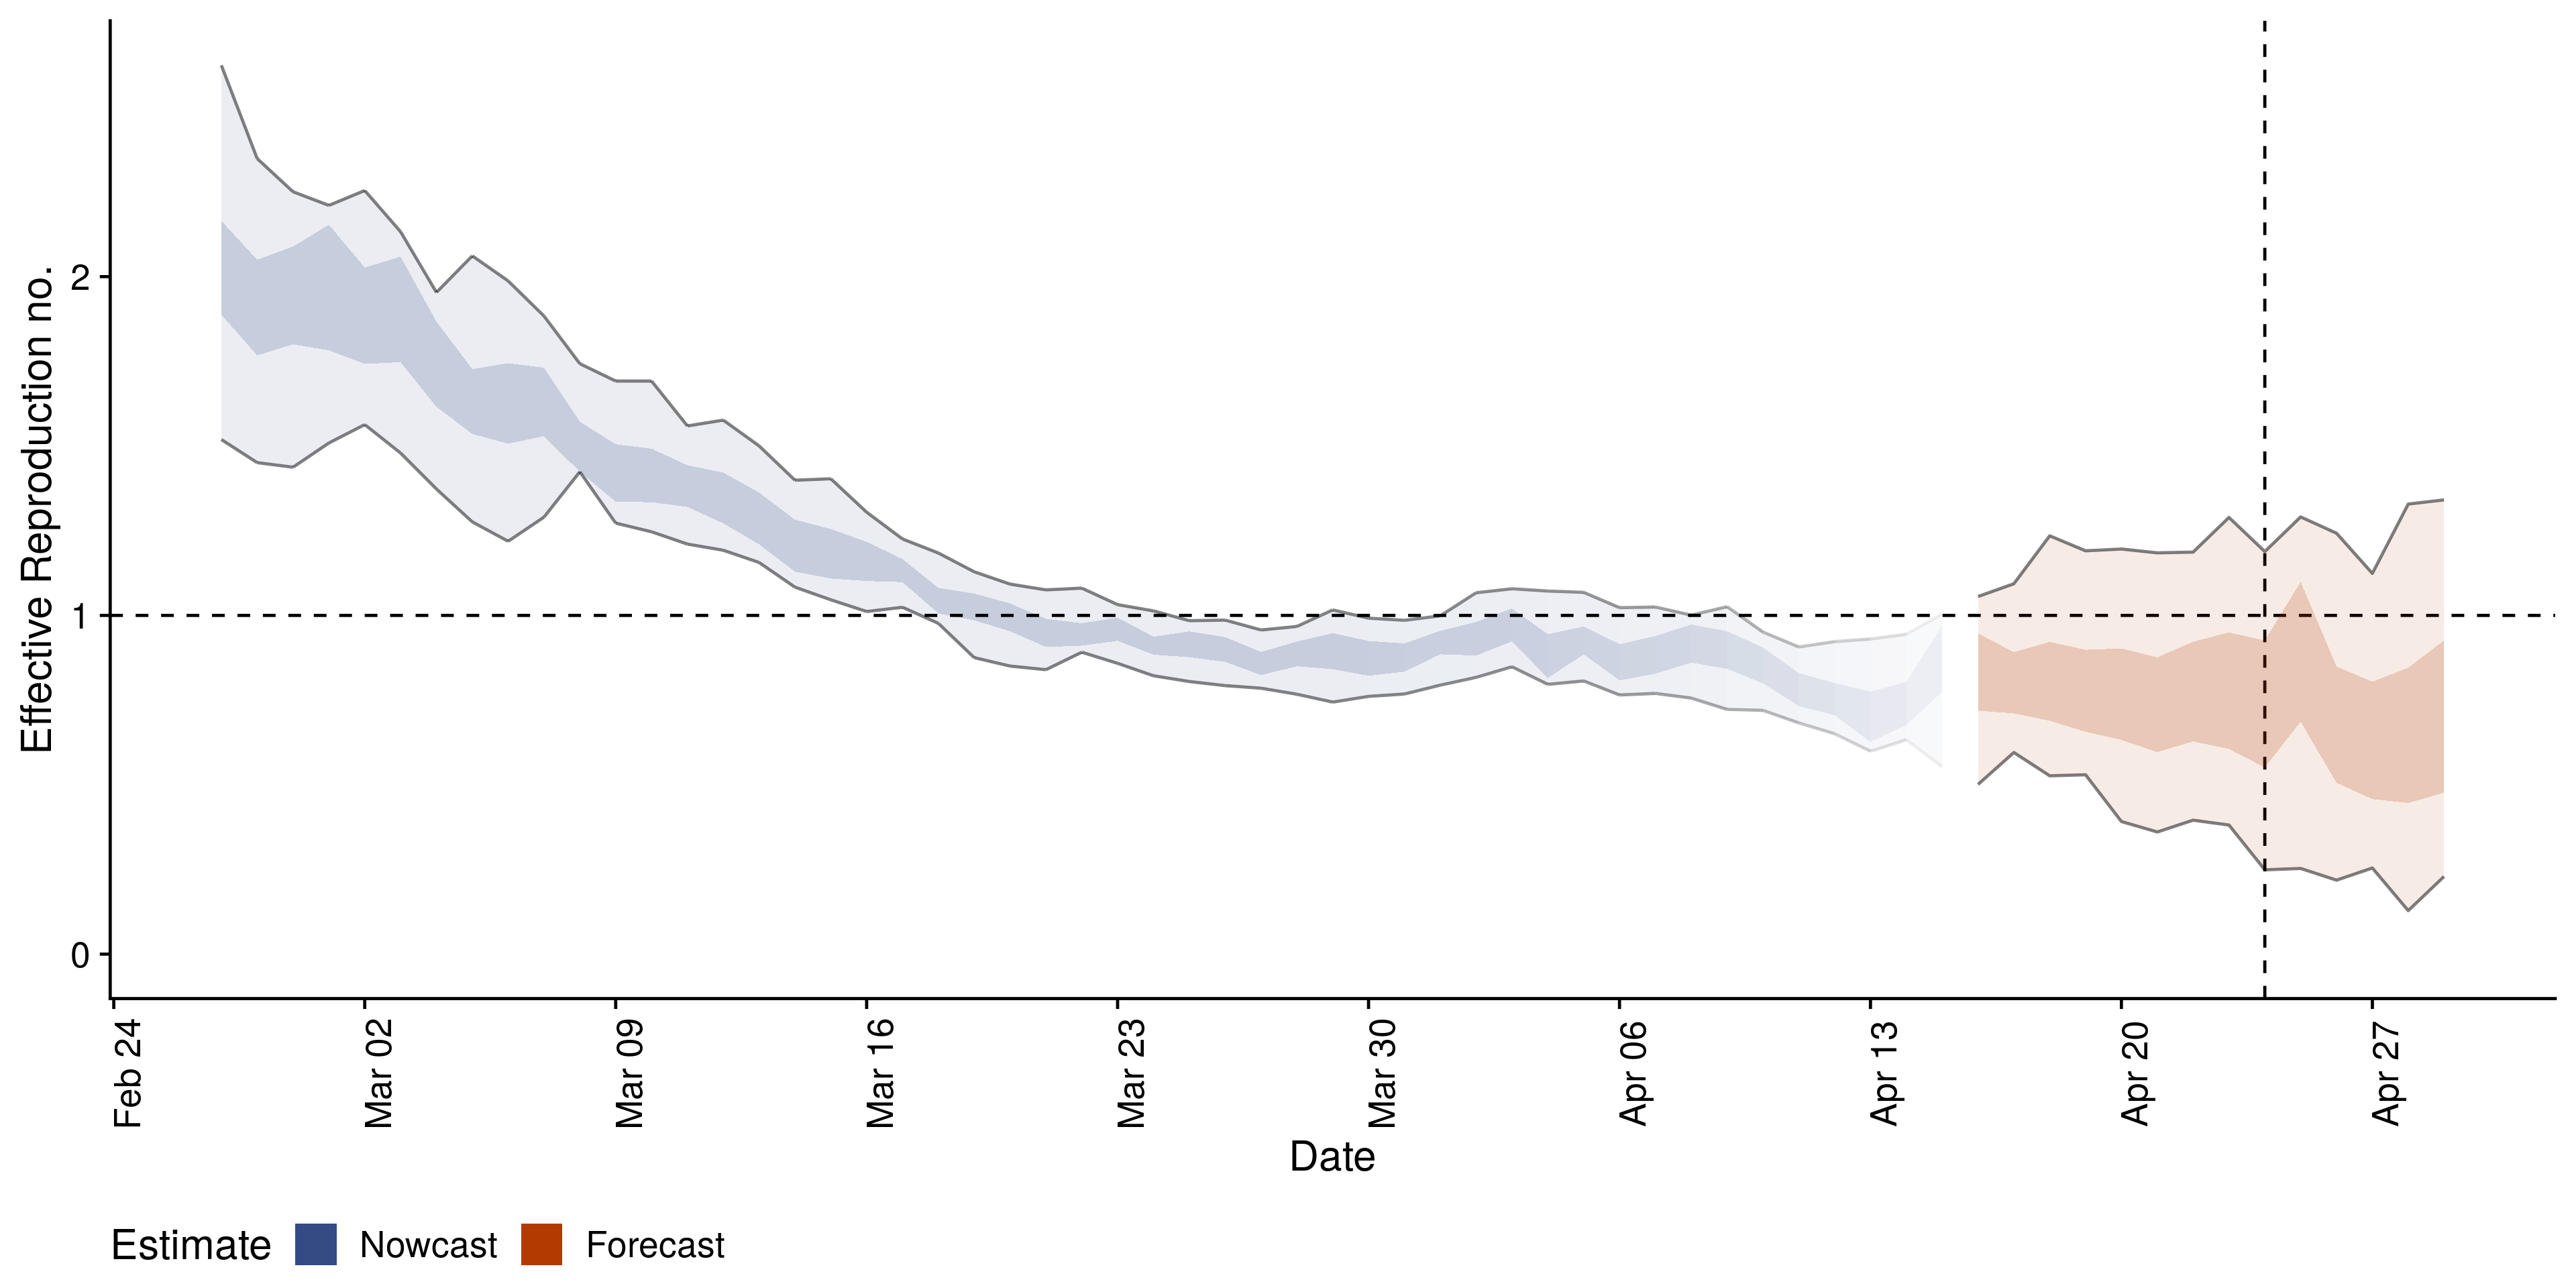 Effective Reproduction no.
2
1
0
Feb 24
Mar 02
Mar 09
Mar 16
Mar 23
Mar 30
Apr 06
Apr 13
Apr 20
Apr 27
Date
Estimate Nowcast Forecast